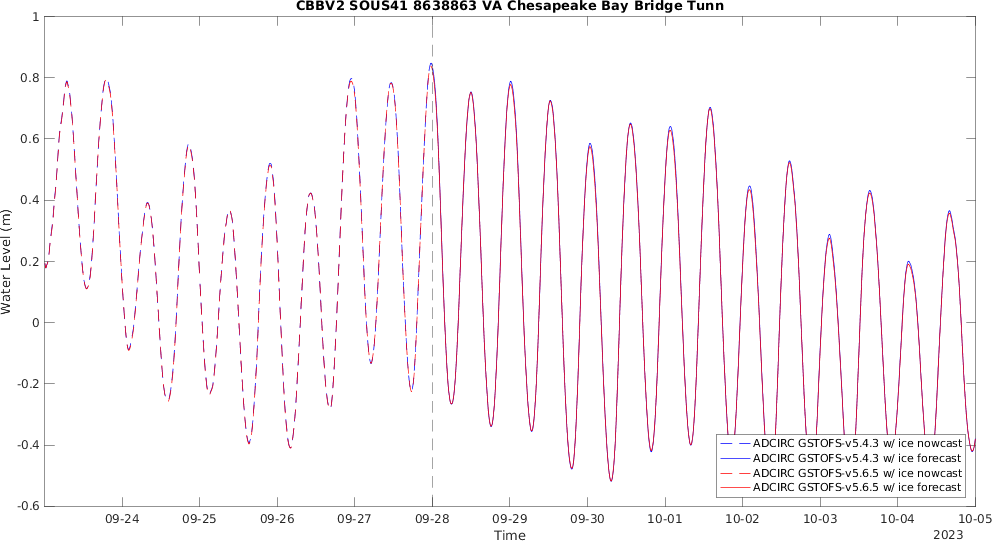 CBBV2 SOUS41 8638863 VA Chesapeake Bay Bridge Tunn
1
0.8
0.6
0.4
0.2
0
-0.2
-0.4
-0.6
Water Level (m)
ADCIRC GSTOFS-v5.4.3 w/ ice nowcast
ADCIRC GSTOFS-v5.4.3 w/ ice forecast
ADCIRC GSTOFS-v5.6.5 w/ ice nowcast
ADCIRC GSTOFS-v5.6.5 w/ ice forecast
09-24 09-25 09-26 09-27 09-28 09-29 09-30 10-01 10-02 10-03 10-04 10-05
Time
2023